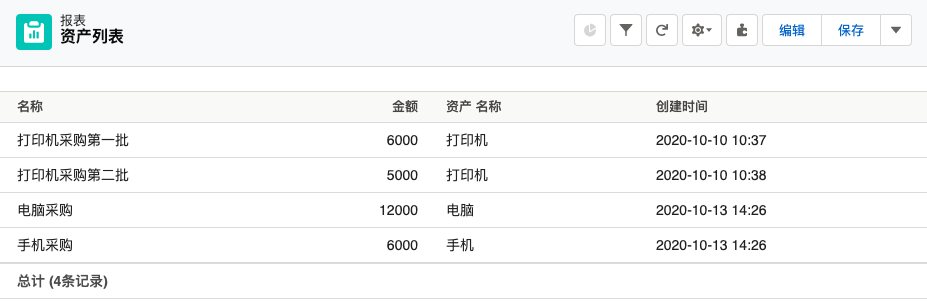 报表
资产列表
编辑 保存
名称 金额 资产 名称 创建时间
打印机采购第一批 6000 打印机 2020-10-10 10:37
打印机采购第二批 5000 打印机 2020-10-10 10:38
电脑采购 12000 电脑 2020-10-13 14:26
手机采购 6000 手机 2020-10-13 14:26
总计 (4条记录)